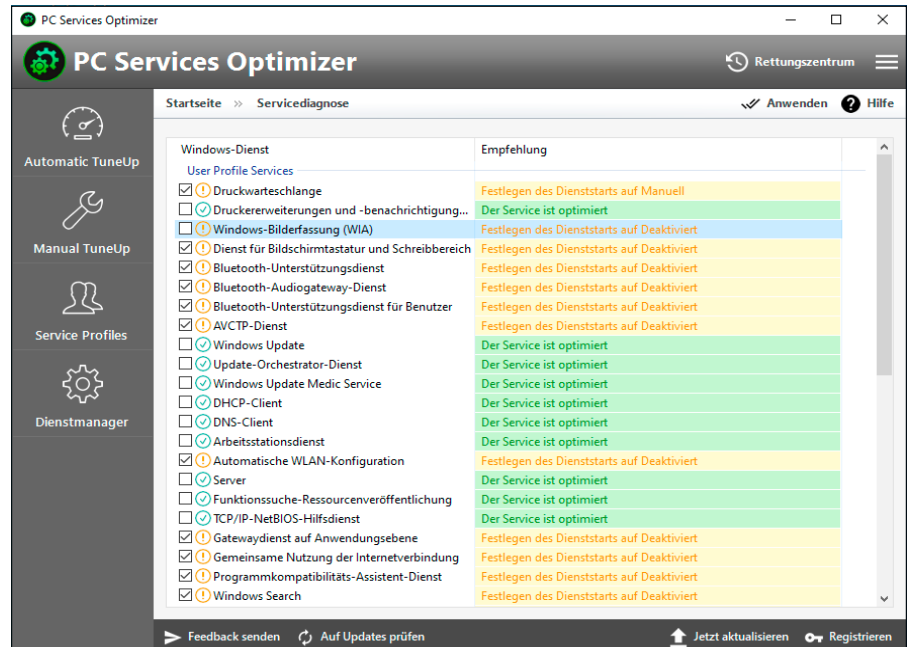 PC Services Optimizer
PC Services Optimizer
Rettungszentrum
Startseite » Servicediagnose
Anwenden
Hilfe
Automatic TuneUp
Manual TuneUp
Service Profiles
Dienstmanager
Windows-Dienst Empfehlung
User Profile Services
Druckwarteschlange Festlegen des Dienststarts auf Manuell
Druckererweiterungen und -benachrichtigung... Der Service ist optimiert
Windows-Bilderfassung (WIA) Festlegen des Dienststarts auf Deaktiviert
Dienst für Bildschirmtastatur und Schreibbereich Festlegen des Dienststarts auf Deaktiviert
Bluetooth-Unterstützungsdienst Festlegen des Dienststarts auf Deaktiviert
Bluetooth-Audiogateway-Dienst Festlegen des Dienststarts auf Deaktiviert
Bluetooth-Unterstützungsdienst für Benutzer Festlegen des Dienststarts auf Deaktiviert
AVCTP-Dienst Festlegen des Dienststarts auf Deaktiviert
Windows Update Der Service ist optimiert
Update-Orchestrator-Dienst Der Service ist optimiert
Windows Update Medic Service Der Service ist optimiert
DHCP-Client Der Service ist optimiert
DNS-Client Der Service ist optimiert
Arbeitsstationsdienst Der Service ist optimiert
Automatische WLAN-Konfiguration Festlegen des Dienststarts auf Deaktiviert
Server Der Service ist optimiert
Funktionssuche-Ressourcenveröffentlichung Der Service ist optimiert
TCP/IP-NetBIOS-Hilfsdienst Der Service ist optimiert
Gatewaydienst auf Anwendungsebene Festlegen des Dienststarts auf Deaktiviert
Gemeinsame Nutzung der Internetverbindung Festlegen des Dienststarts auf Deaktiviert
Programmkompatibilitäts-Assistent-Dienst Festlegen des Dienststarts auf Deaktiviert
Windows Search Festlegen des Dienststarts auf Deaktiviert
Feedback senden
Auf Updates prüfen
Jetzt aktualisieren
Registrieren